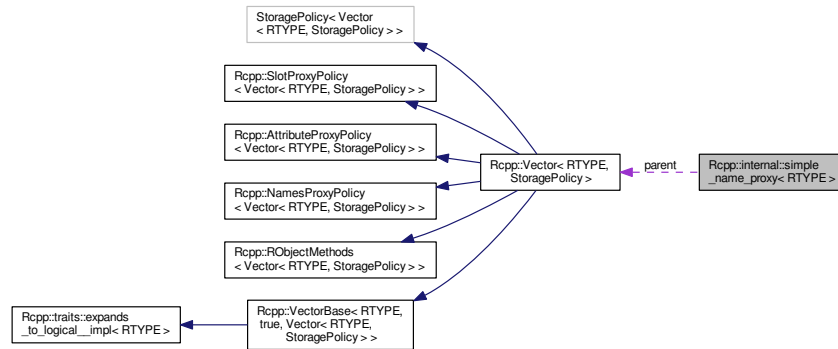 StoragePolicy< Vector
< RTYPE, StoragePolicy > >
Rcpp::SlotProxyPolicy
< Vector< RTYPE, StoragePolicy > >
Rcpp::AttributeProxyPolicy
< Vector< RTYPE, StoragePolicy > >
Rcpp::NamesProxyPolicy
< Vector< RTYPE, StoragePolicy > >
Rcpp::RObjectMethods
< Vector< RTYPE, StoragePolicy > >
Rcpp::traits::expands
_to_logical__impl< RTYPE >
Rcpp::VectorBase< RTYPE,
true, Vector< RTYPE,
StoragePolicy > >
Rcpp::Vector< RTYPE,
StoragePolicy >
parent
Rcpp::internal::simple
_name_proxy< RTYPE >